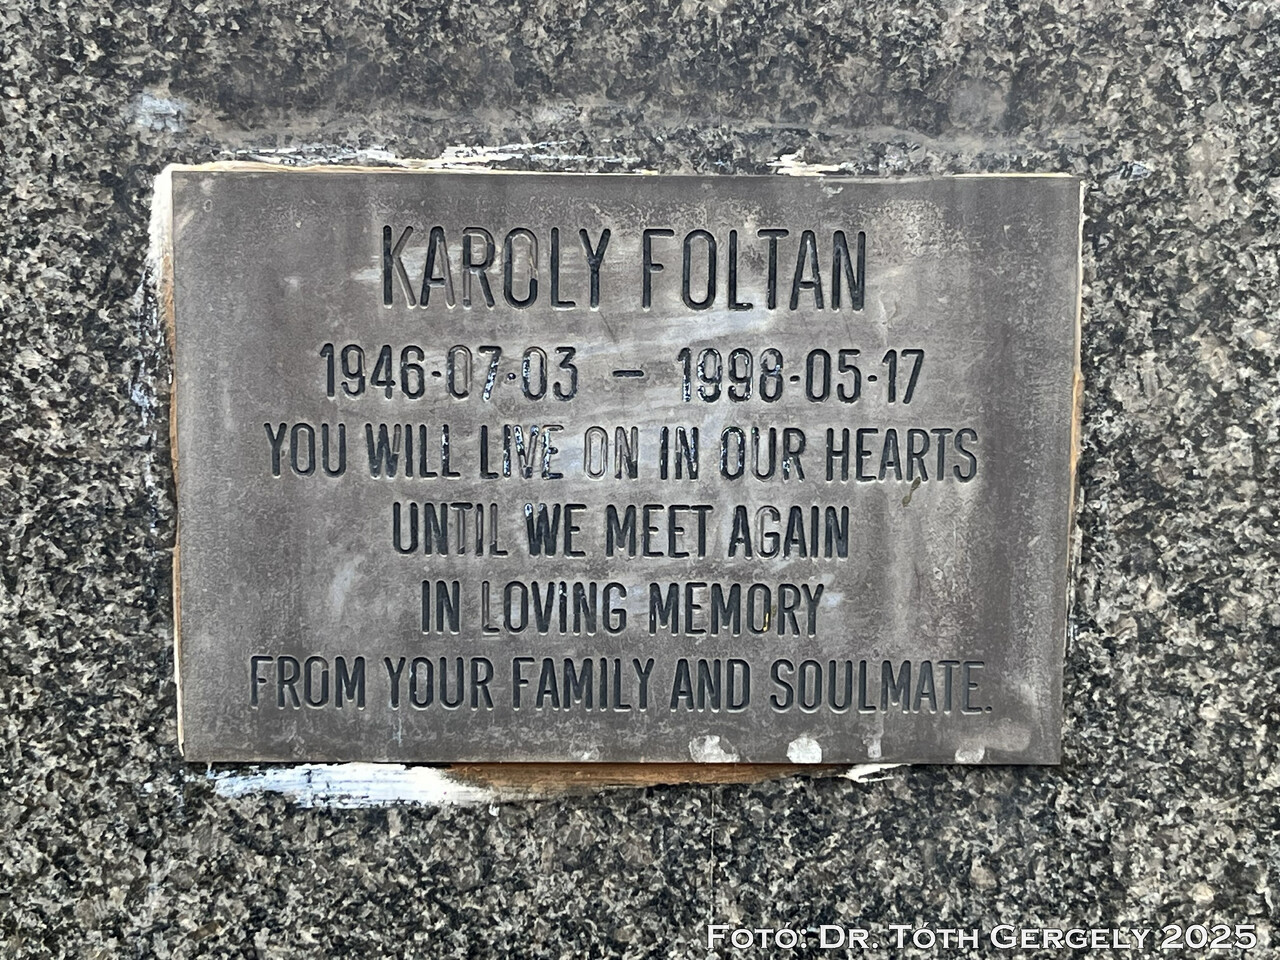 KAROLY FOLTAN
1946·07·03 – 1998·05·17
YOU WILL LIVE ON IN OUR HEARTS
UNTIL WE MEET AGAIN
IN LOVING MEMORY
FROM YOUR FAMILY AND SOULMATE.
FOTO: DR. TÓTH GERGELY 2025